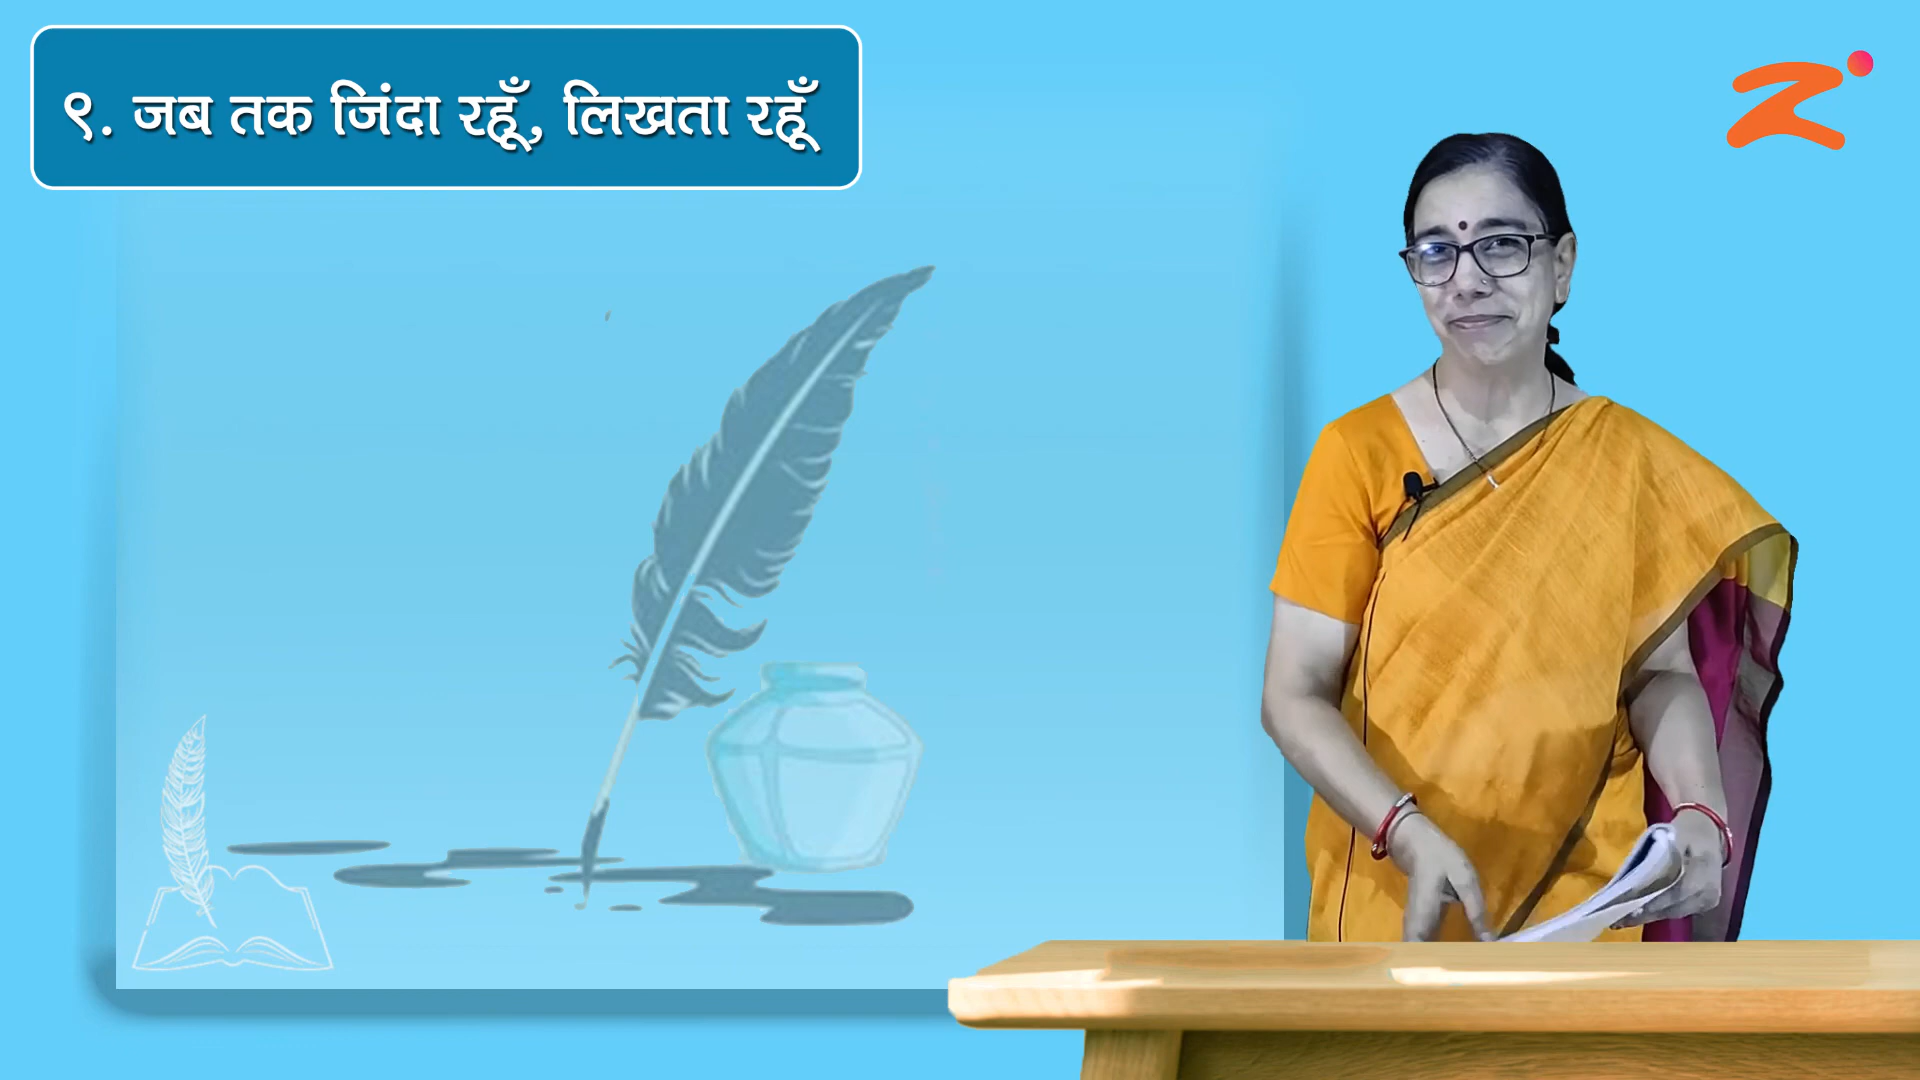 ९. जब तक जिंदा रहूँ, लिखता रहूँ